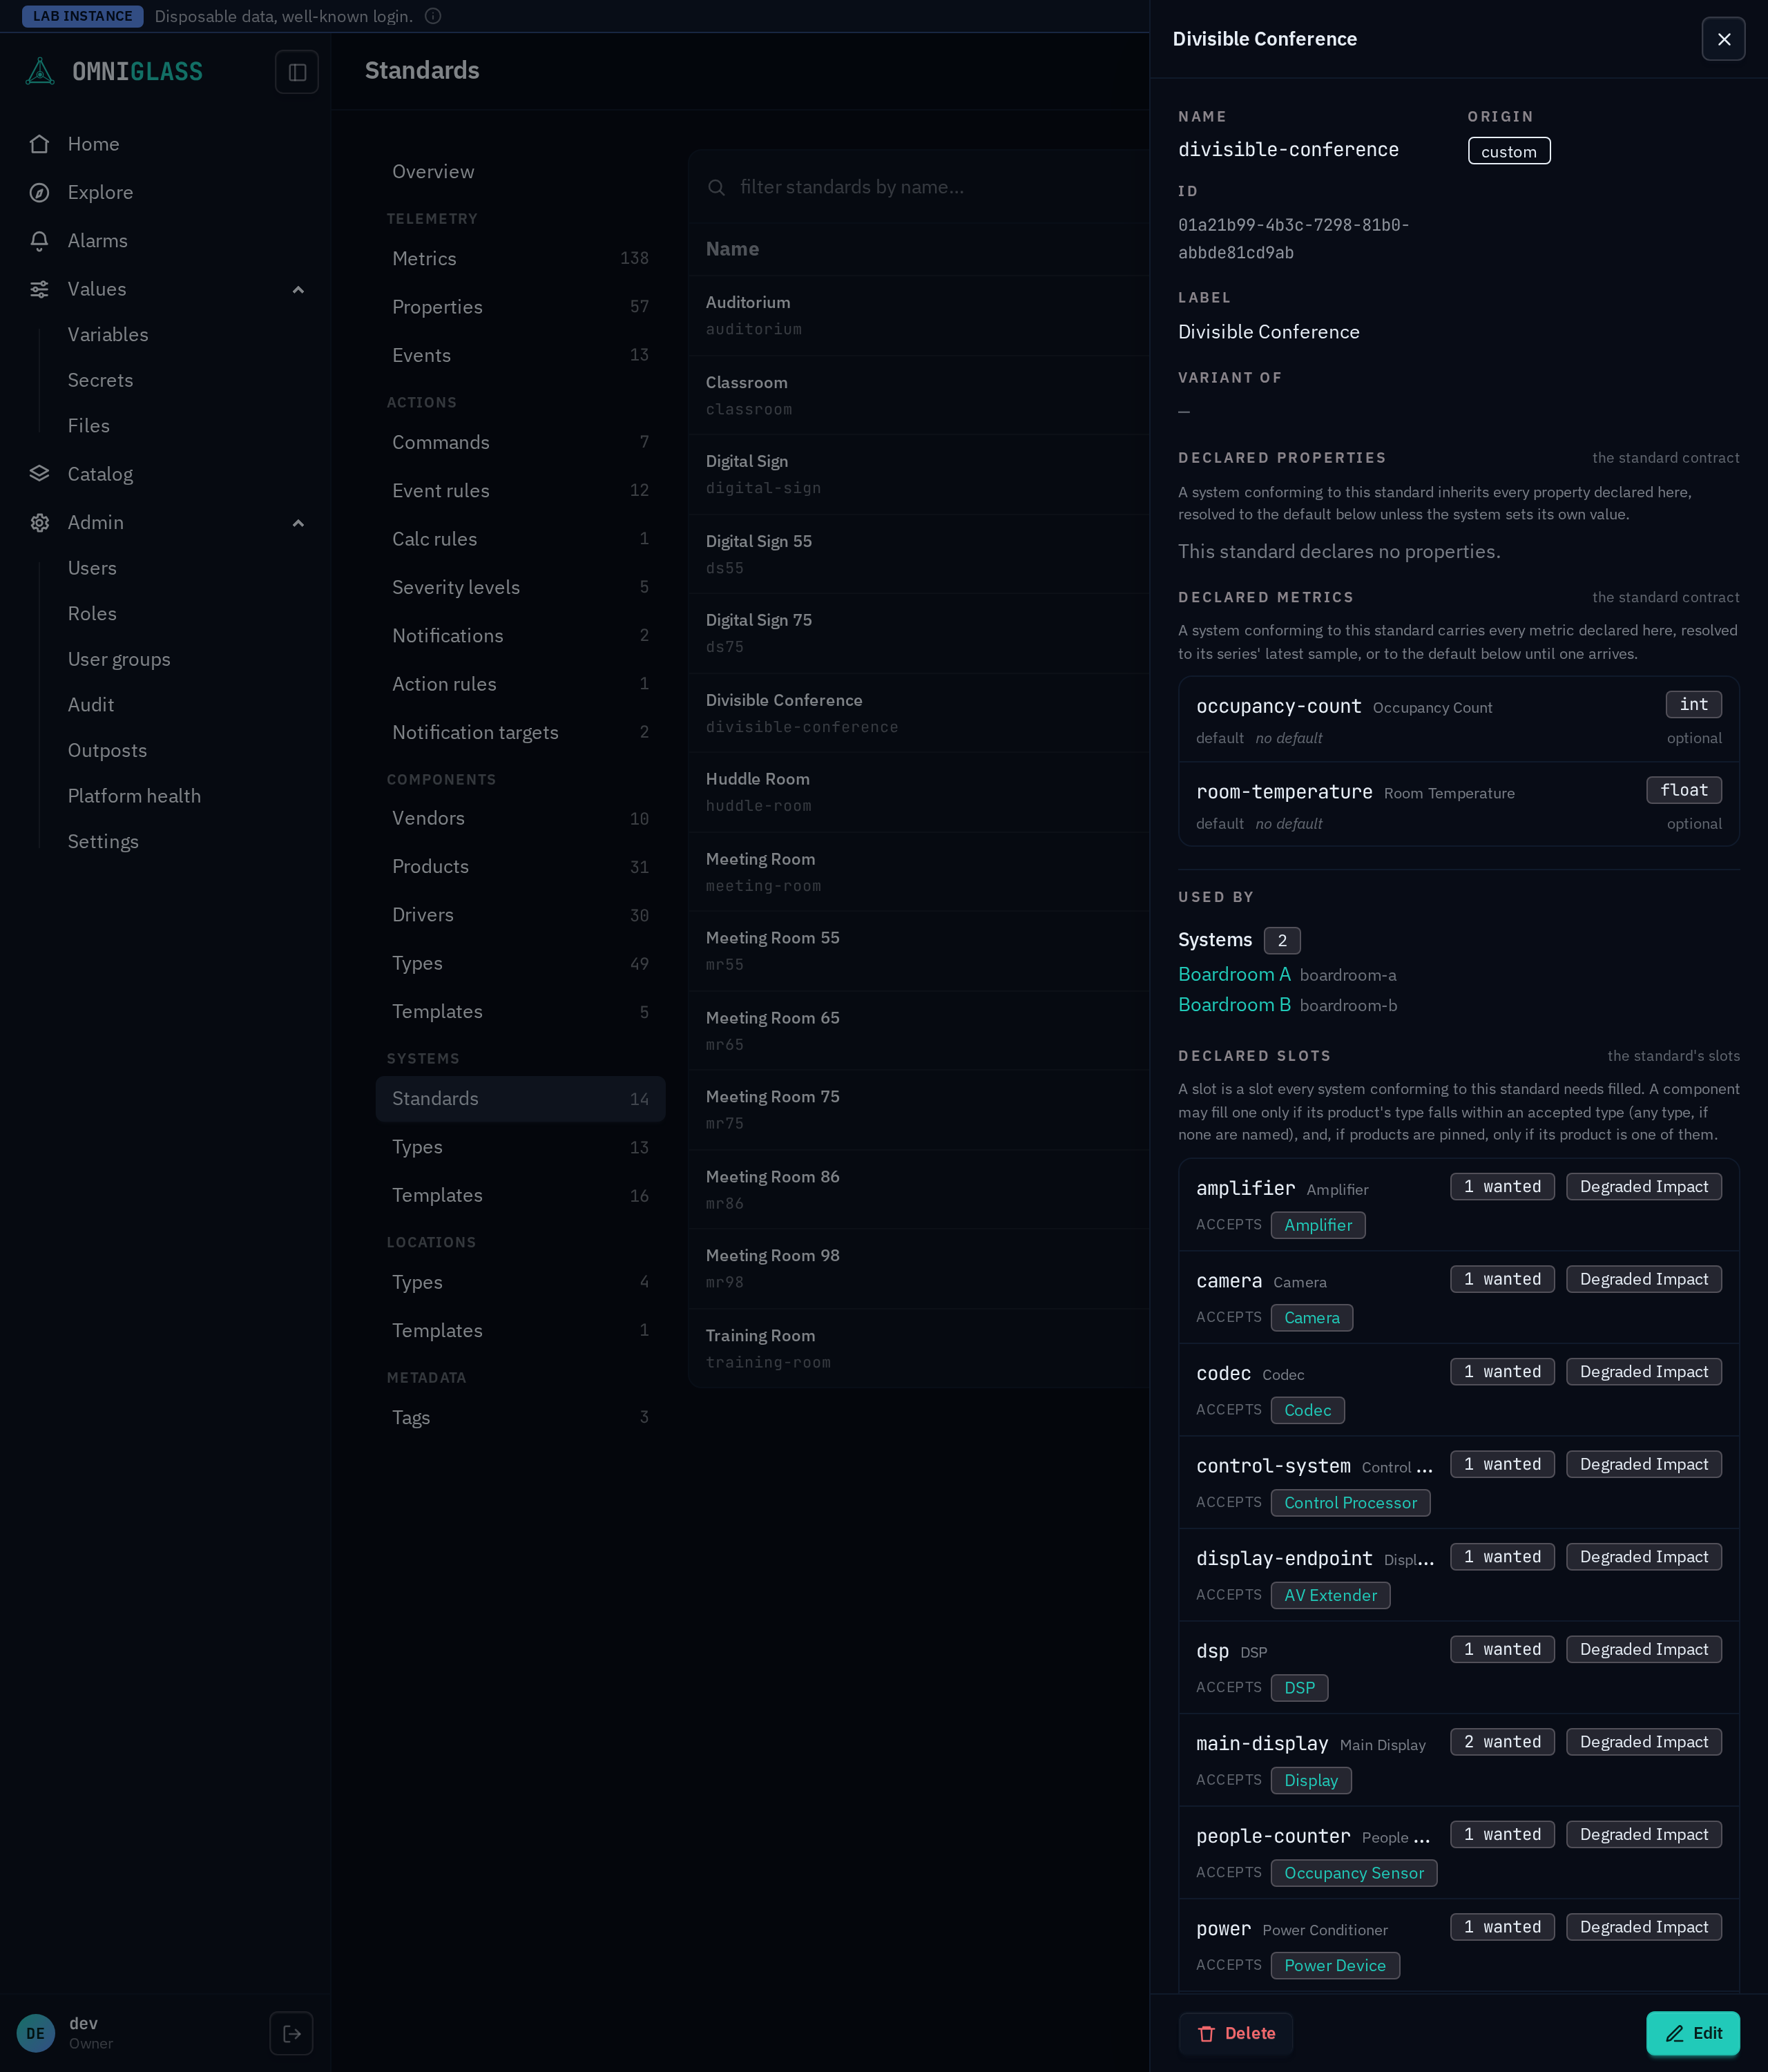 LAB INSTANCE Disposable data, well-known login.
OMNIGLASS
Home
Explore
Alarms
Values
Variables
Secrets
Files
Catalog
Admin
Users
Roles
User groups
Audit
Outposts
Platform health
Settings
DE
dev
Owner
Standards
Overview
TELEMETRY
Metrics 138
Properties 57
Events 13
ACTIONS
Commands 7
Event rules 12
Calc rules 1
Severity levels 5
Notifications 2
Action rules 1
Notification targets 2
COMPONENTS
Vendors 10
Products 31
Drivers 30
Types 49
Templates 5
SYSTEMS
Standards 14
Types 13
Templates 16
LOCATIONS
Types 4
Templates 1
METADATA
Tags 3
filter standards by name...
Name
Auditorium
auditorium
Classroom
classroom
Digital Sign
digital-sign
Digital Sign 55
ds55
Digital Sign 75
ds75
Divisible Conference
divisible-conference
Huddle Room
huddle-room
Meeting Room
meeting-room
Meeting Room 55
mr55
Meeting Room 65
mr65
Meeting Room 75
mr75
Meeting Room 86
mr86
Meeting Room 98
mr98
Training Room
training-room
Divisible Conference
NAME ORIGIN
divisible-conference custom
ID
01a21b99-4b3c-7298-81b0-
abbde81cd9ab
LABEL
Divisible Conference
VARIANT OF
—
DECLARED PROPERTIES the standard contract
A system conforming to this standard inherits every property declared here,
resolved to the default below unless the system sets its own value.
This standard declares no properties.
DECLARED METRICS the standard contract
A system conforming to this standard carries every metric declared here, resolved
to its series' latest sample, or to the default below until one arrives.
occupancy-count Occupancy Count int
default no default optional
room-temperature Room Temperature float
default no default optional
USED BY
Systems 2
Boardroom A boardroom-a
Boardroom B boardroom-b
DECLARED SLOTS the standard's slots
A slot is a slot every system conforming to this standard needs filled. A component
may fill one only if its product's type falls within an accepted type (any type, if
none are named), and, if products are pinned, only if its product is one of them.
amplifier Amplifier 1 wanted Degraded Impact
ACCEPTS Amplifier
camera Camera 1 wanted Degraded Impact
ACCEPTS Camera
codec Codec 1 wanted Degraded Impact
ACCEPTS Codec
control-system Control ... 1 wanted Degraded Impact
ACCEPTS Control Processor
display-endpoint Displ... 1 wanted Degraded Impact
ACCEPTS AV Extender
dsp DSP 1 wanted Degraded Impact
ACCEPTS DSP
main-display Main Display 2 wanted Degraded Impact
ACCEPTS Display
people-counter People ... 1 wanted Degraded Impact
ACCEPTS Occupancy Sensor
power Power Conditioner 1 wanted Degraded Impact
ACCEPTS Power Device
Delete Edit